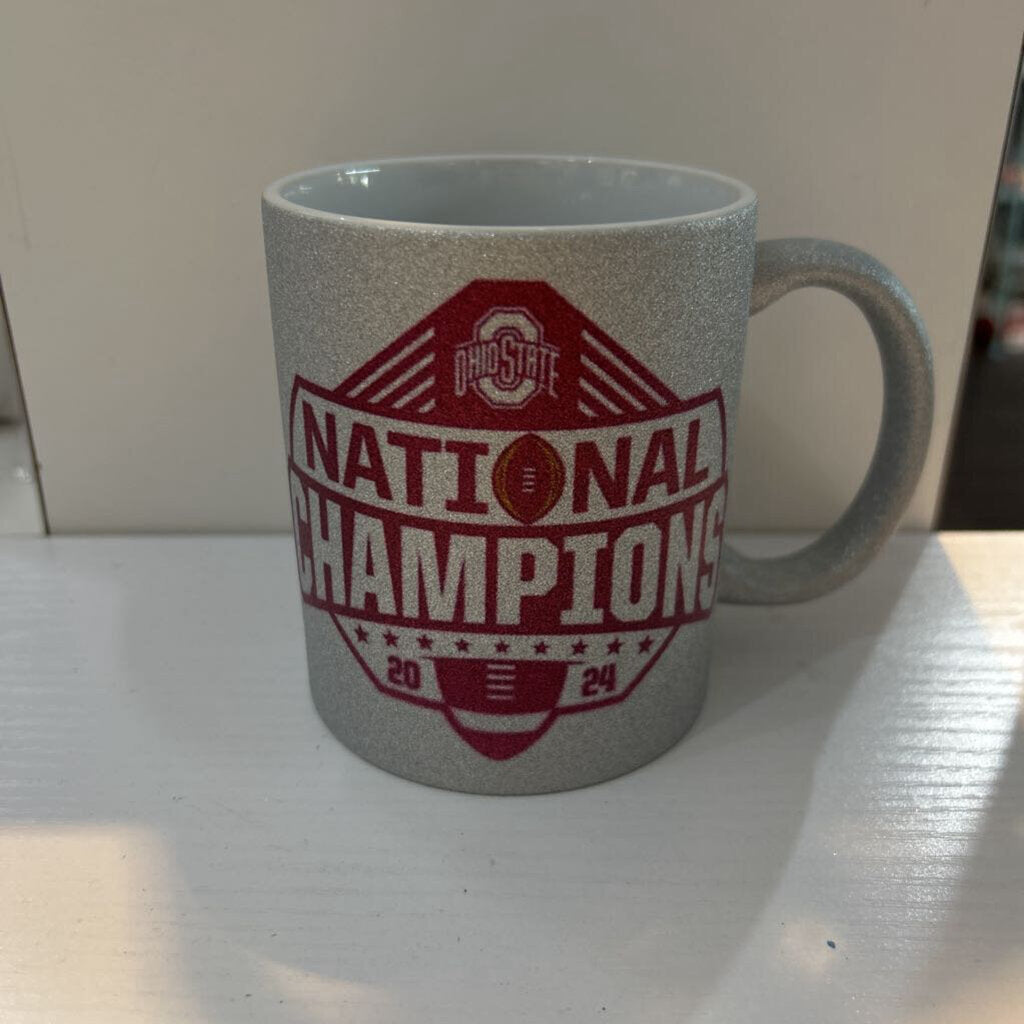 OHIO STATE
NATIONAL
CHAMPIONS
20 24